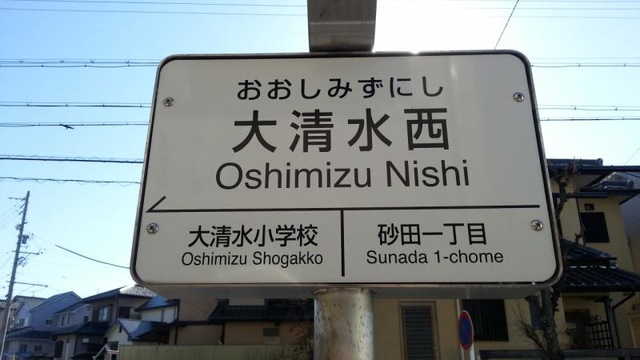 おおしみずにし
大清水西
Oshimizu Nishi
大清水小学校
Oshimizu Shogakko
砂田一丁目
Sunada 1-chome